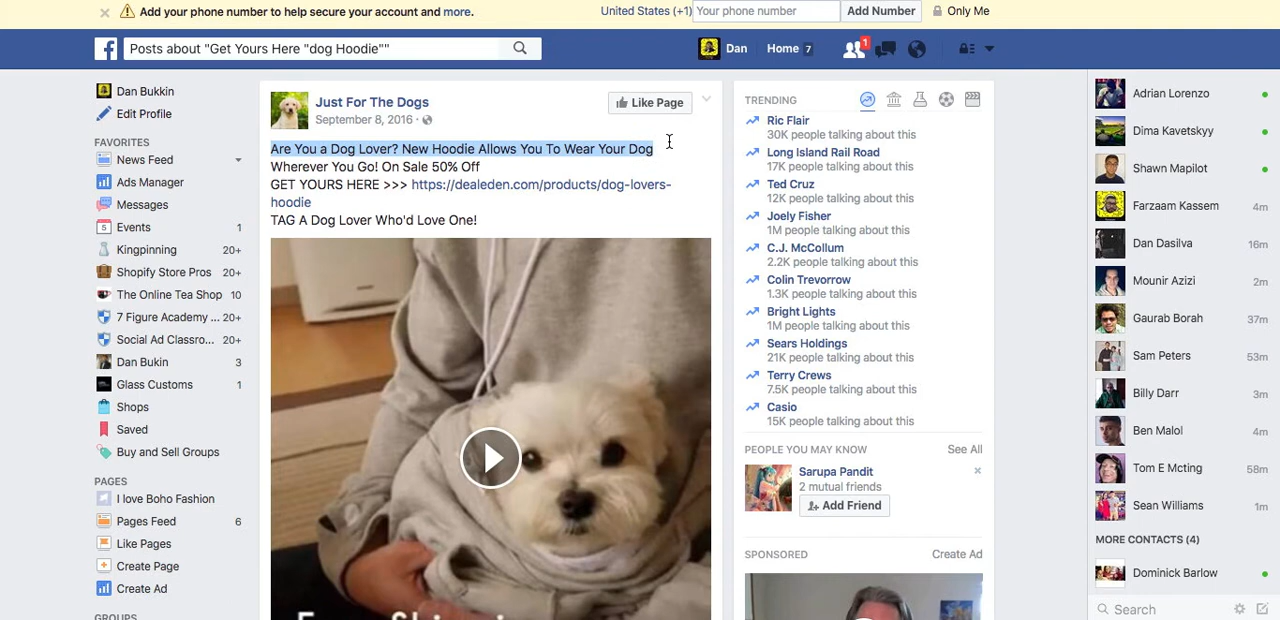 Add your phone number to help secure your account and more.
United States (+1)
Your phone number
Add Number
Only Me
Posts about "Get Yours Here "dog Hoodie""
Dan
Home 7
1
Dan Bukkin
Edit Profile
FAVORITES
News Feed
Ads Manager
Messages
5 Events 1
Kingpinning 20+
Shopify Store Pros 20+
The Online Tea Shop 10
7 Figure Academy ... 20+
Social Ad Classro... 20+
Dan Bukin 3
Glass Customs 1
Shops
Saved
Buy and Sell Groups
PAGES
I love Boho Fashion
Pages Feed 6
Like Pages
Create Page
Create Ad
GROUPS
Just For The Dogs
September 8, 2016 ·
Like Page
Are You a Dog Lover? New Hoodie Allows You To Wear Your Dog
Wherever You Go! On Sale 50% Off
GET YOURS HERE >>> https://dealeden.com/products/dog-lovers-
hoodie
TAG A Dog Lover Who'd Love One!
TRENDING
Ric Flair
30K people talking about this
Long Island Rail Road
17K people talking about this
Ted Cruz
12K people talking about this
Joely Fisher
1M people talking about this
C.J. McCollum
2.2K people talking about this
Colin Trevorrow
1.3K people talking about this
Bright Lights
1M people talking about this
Sears Holdings
21K people talking about this
Terry Crews
7.5K people talking about this
Casio
15K people talking about this
PEOPLE YOU MAY KNOW
See All
Sarupa Pandit
2 mutual friends
Add Friend
SPONSORED
Create Ad
Adrian Lorenzo
Dima Kavetskyy
Shawn Mapilot
Farzaam Kassem 4m
Dan Dasilva 16m
Mounir Azizi 2m
Gaurab Borah 37m
Sam Peters 53m
Billy Darr 3m
Ben Malol 4m
Tom E Mcting 58m
Sean Williams 1m
MORE CONTACTS (4)
Dominick Barlow
Search